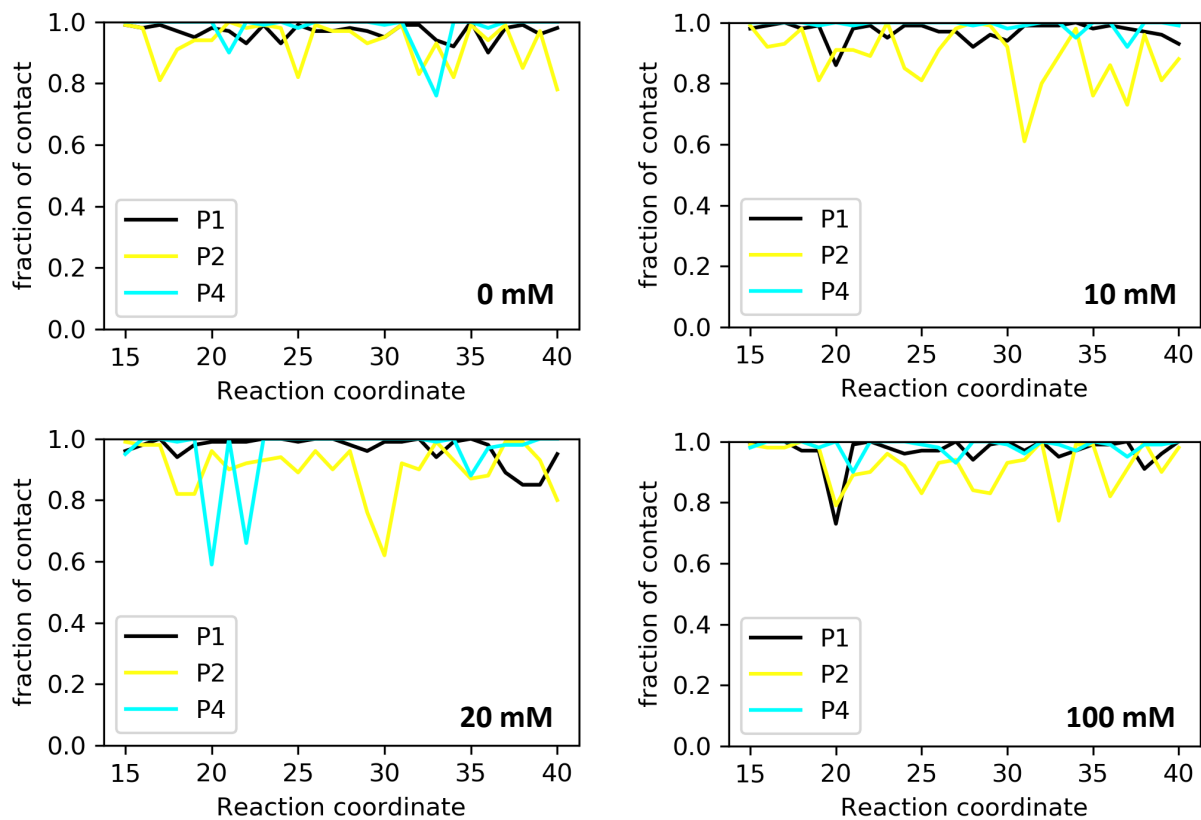 fraction of contact
1.0
0.8
0.6
0.4
0.2
0.0
P1
P2
P4
0 mM
15 20 25 30 35 40
Reaction coordinate
fraction of contact
1.0
0.8
0.6
0.4
0.2
0.0
P1
P2
P4
10 mM
15 20 25 30 35 40
Reaction coordinate
fraction of contact
1.0
0.8
0.6
0.4
0.2
0.0
P1
P2
P4
20 mM
15 20 25 30 35 40
Reaction coordinate
fraction of contact
1.0
0.8
0.6
0.4
0.2
0.0
P1
P2
P4
100 mM
15 20 25 30 35 40
Reaction coordinate